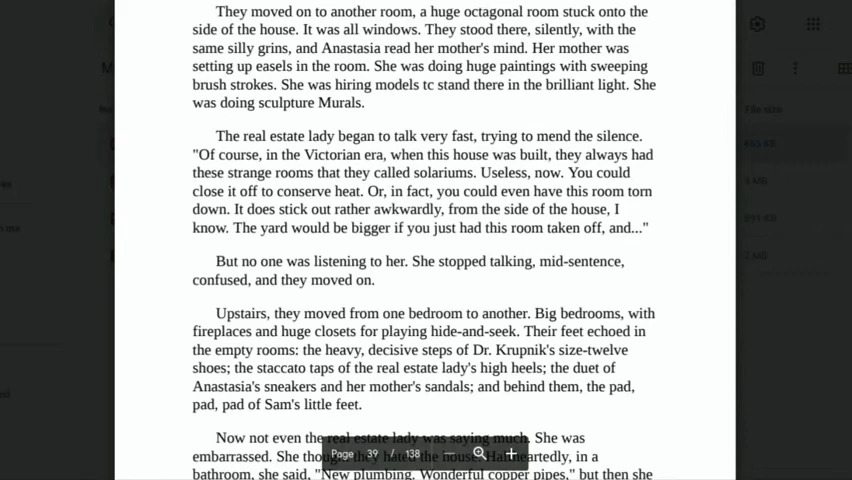 They moved on to another room, a huge octagonal room stuck onto the
side of the house. It was all windows. They stood there, silently, with the
same silly grins, and Anastasia read her mother's mind. Her mother was
setting up easels in the room. She was doing huge paintings with sweeping
brush strokes. She was hiring models tc stand there in the brilliant light. She
was doing sculpture Murals.
The real estate lady began to talk very fast, trying to mend the silence.
"Of course, in the Victorian era, when this house was built, they always had
these strange rooms that they called solariums. Useless, now. You could
close it off to conserve heat. Or, in fact, you could even have this room torn
down. It does stick out rather awkwardly, from the side of the house, I
know. The yard would be bigger if you just had this room taken off, and..."
But no one was listening to her. She stopped talking, mid-sentence,
confused, and they moved on.
Upstairs, they moved from one bedroom to another. Big bedrooms, with
fireplaces and huge closets for playing hide-and-seek. Their feet echoed in
the empty rooms: the heavy, decisive steps of Dr. Krupnik's size-twelve
shoes; the staccato taps of the real estate lady's high heels; the duet of
Anastasia's sneakers and her mother's sandals; and behind them, the pad,
pad, pad of Sam's little feet.
Now not even the real estate lady was saying much. She was
embarrassed. She thought they hated the house. Halfheartedly, in a
bathroom, she said, "New plumbing. Wonderful copper pipes," but then she
Page 39 / 138
File size